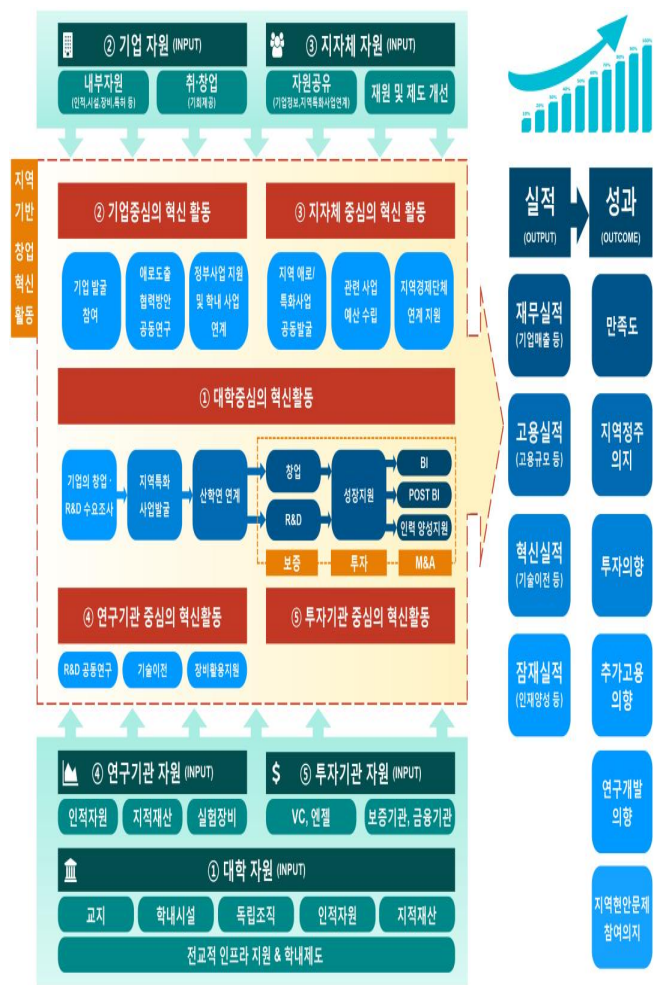 ② 기업 자원 (INPUT)
내부자원
(인적,시설,장비,특허 등)
취·창업
(기회제공)
③ 지자체 자원 (INPUT)
자원공유
(기업정보,지역특화사업연계)
재원 및 제도 개선
지역
기반
창업
혁신
활동
② 기업중심의 혁신 활동
기업 발굴
참여
애로도출
협력방안
공동연구
정부사업 지원
및 학내 사업
연계
③ 지자체 중심의 혁신 활동
지역 애로/
특화사업
공동발굴
관련 사업
예산 수립
지역경제단체
연계 지원
① 대학중심의 혁신활동
기업의 창업·
R&D 수요조사
지역특화
사업발굴
산학연 연계
창업
R&D
성장지원
BI
POST BI
인력 양성지원
보증
투자
M&A
④ 연구기관 중심의 혁신활동
R&D 공동연구
기술이전
장비활용지원
⑤ 투자기관 중심의 혁신활동
④ 연구기관 자원 (INPUT)
인적자원
지적재산
실험장비
$ ⑤ 투자기관 자원 (INPUT)
VC, 엔젤
보증기관, 금융기관
① 대학 자원 (INPUT)
교지
학내시설
독립조직
인적자원
지적재산
전교적 인프라 지원 & 학내제도
실적
(OUTPUT)
성과
(OUTCOME)
재무실적
(기업매출 등)
고용실적
(고용규모 등)
혁신실적
(기술이전 등)
잠재실적
(인재양성 등)
만족도
지역정주
의지
투자의향
추가고용
의향
연구개발
의향
지역현안문제
참여의지